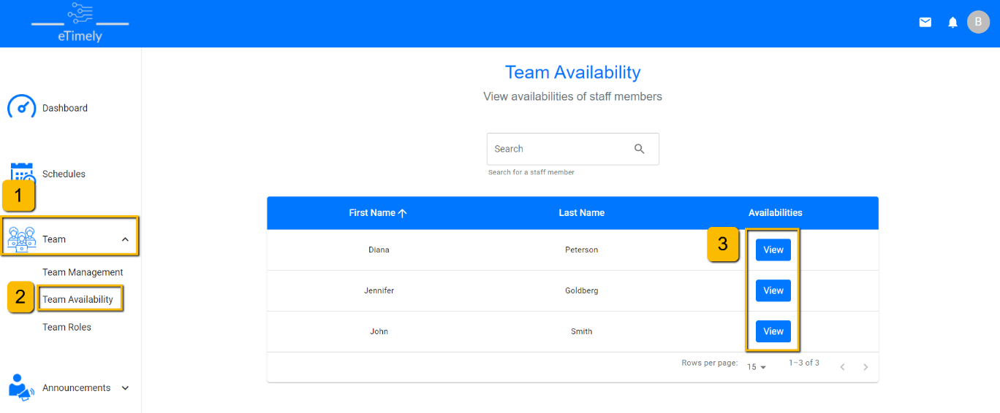 eTimely
B
Team Availability
View availabilities of staff members
Dashboard
Search
Search for a staff member
Schedules
1
First Name Last Name Availabilities
Team
3
Diana Peterson View
Team Management
2
Team Availability
Jennifer Goldberg View
Team Roles
John Smith View
Rows per page: 15 1–3 of 3
Announcements